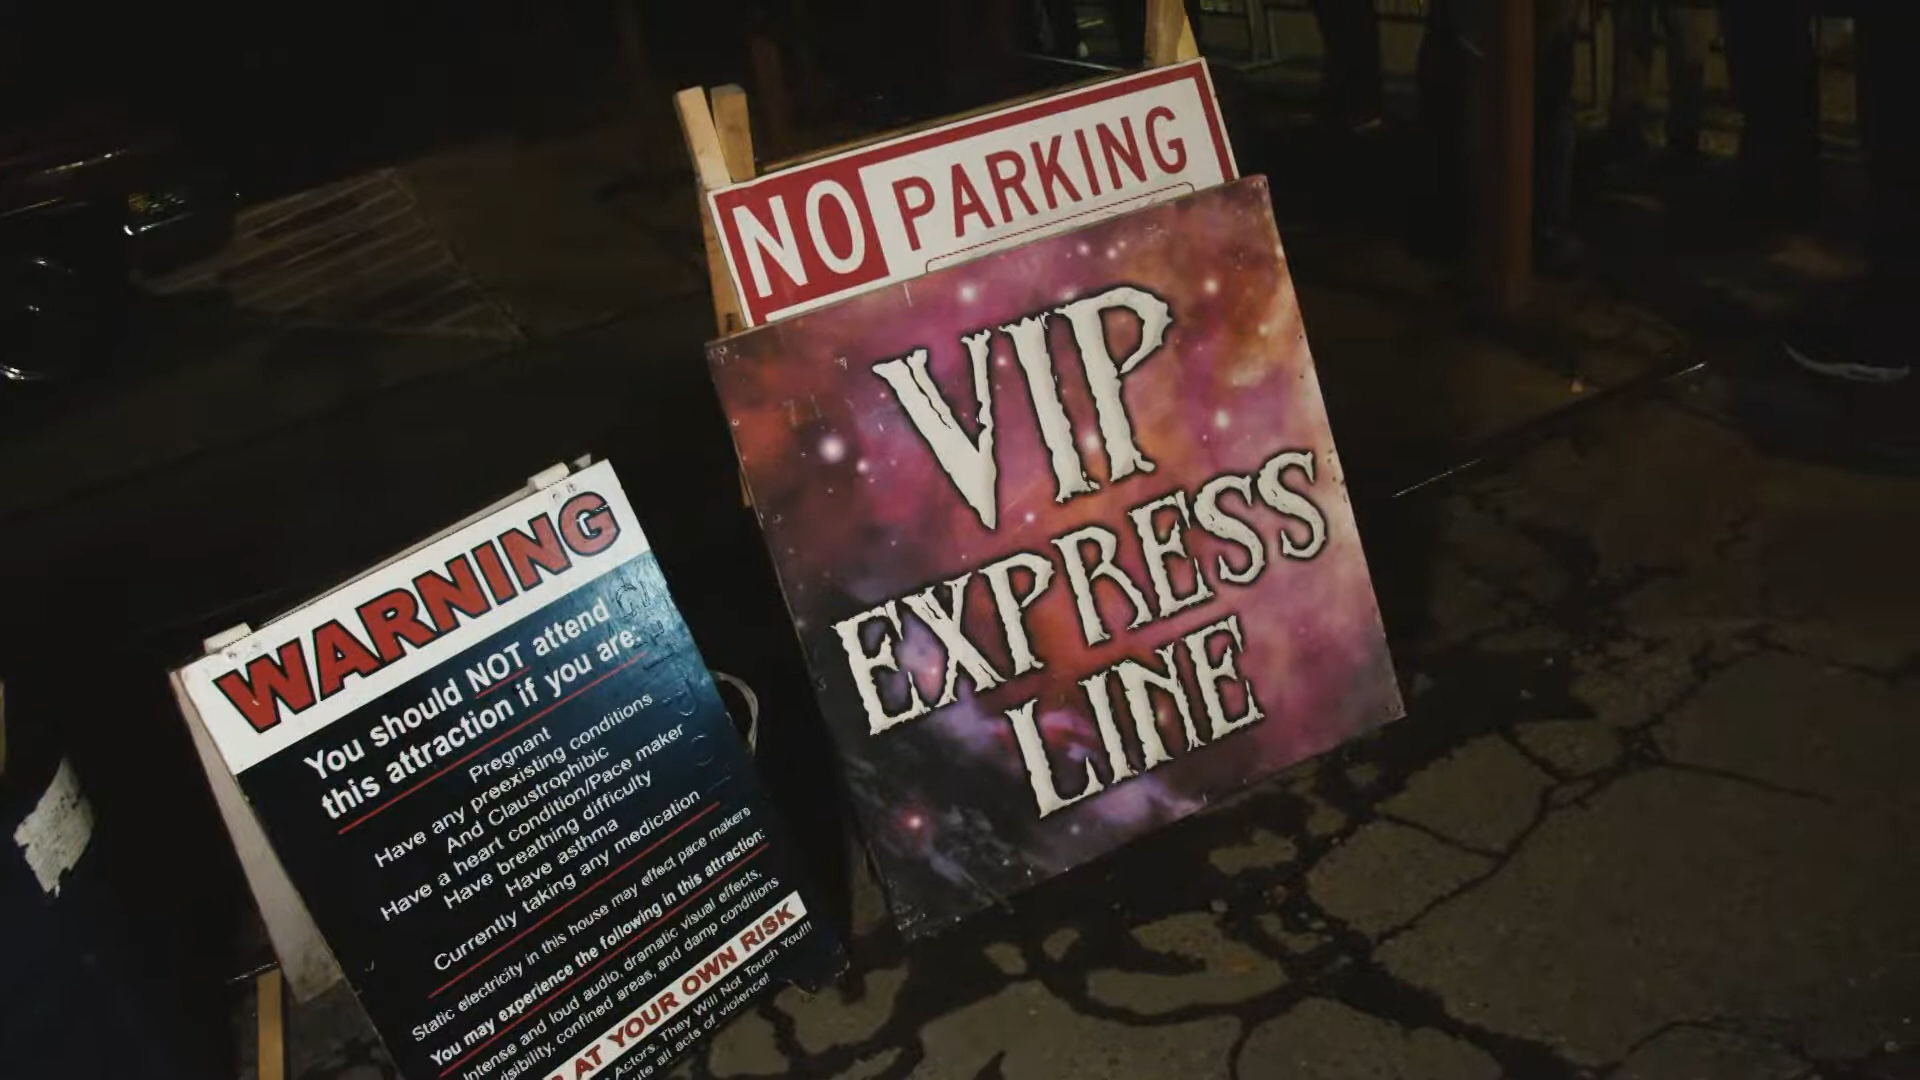 NO PARKING
VIP
EXPRESS
LINE
WARNING
You should NOT attend
this attraction if you are:
Pregnant
Have any preexisting conditions
And Claustrophibic
Have a heart condition/Pace maker
Have breathing difficulty
Have asthma
Currently taking any medication
Static electricity in this house may effect pace makers
You may experience the following in this attraction:
Intense and loud audio, dramatic visual effects,
confined areas, and damp conditions
AT YOUR OWN RISK
Actors. They Will Not Touch You!!!
all acts of violence!